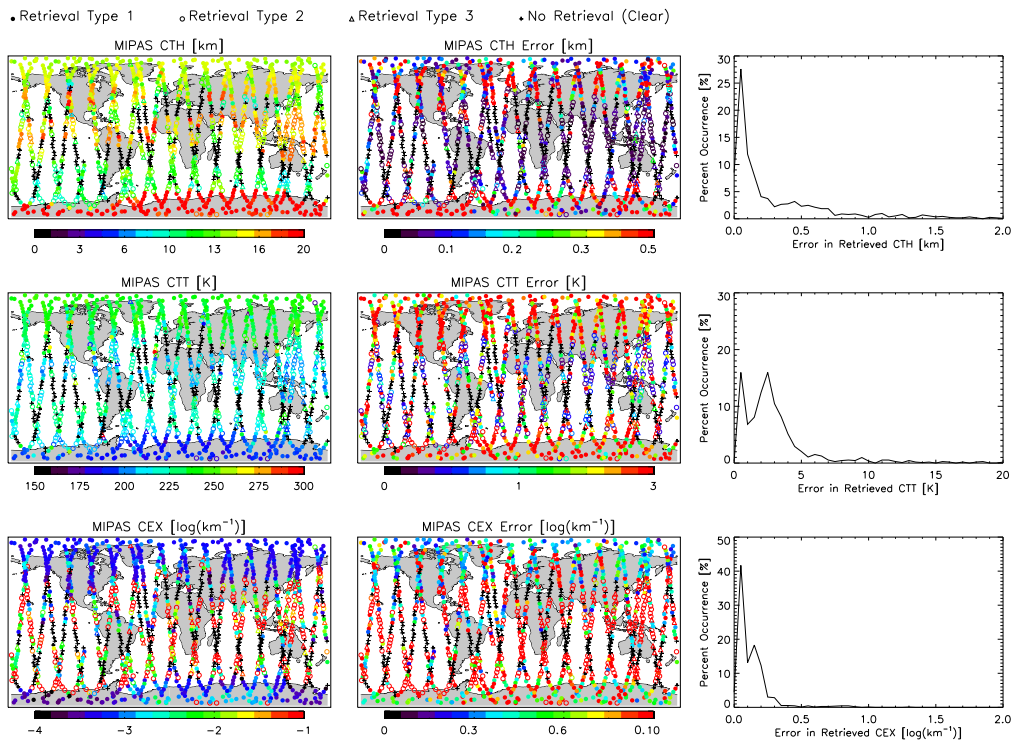 Retrieval Type 1
Retrieval Type 2
Retrieval Type 3
No Retrieval (Clear)
MIPAS CTH [km]
0 3 6 10 13 16 20
MIPAS CTH Error [km]
0 0.1 0.2 0.3 0.5
Percent Occurrence [%]
30
25
20
15
10
5
0
0.0 0.5 1.0 1.5 2.0
Error in Retrieved CTH [km]
MIPAS CTT [K]
150 175 200 225 250 275 300
MIPAS CTT Error [K]
0 1 3
Percent Occurrence [%]
30
20
10
0
0 5 10 15 20
Error in Retrieved CTT [K]
MIPAS CEX [log(km⁻¹)]
-4 -3 -2 -1
MIPAS CEX Error [log(km⁻¹)]
0 0.3 0.6 0.10
Percent Occurrence [%]
50
40
30
20
10
0
0.0 0.5 1.0 1.5 2.0
Error in Retrieved CEX [log(km⁻¹)]